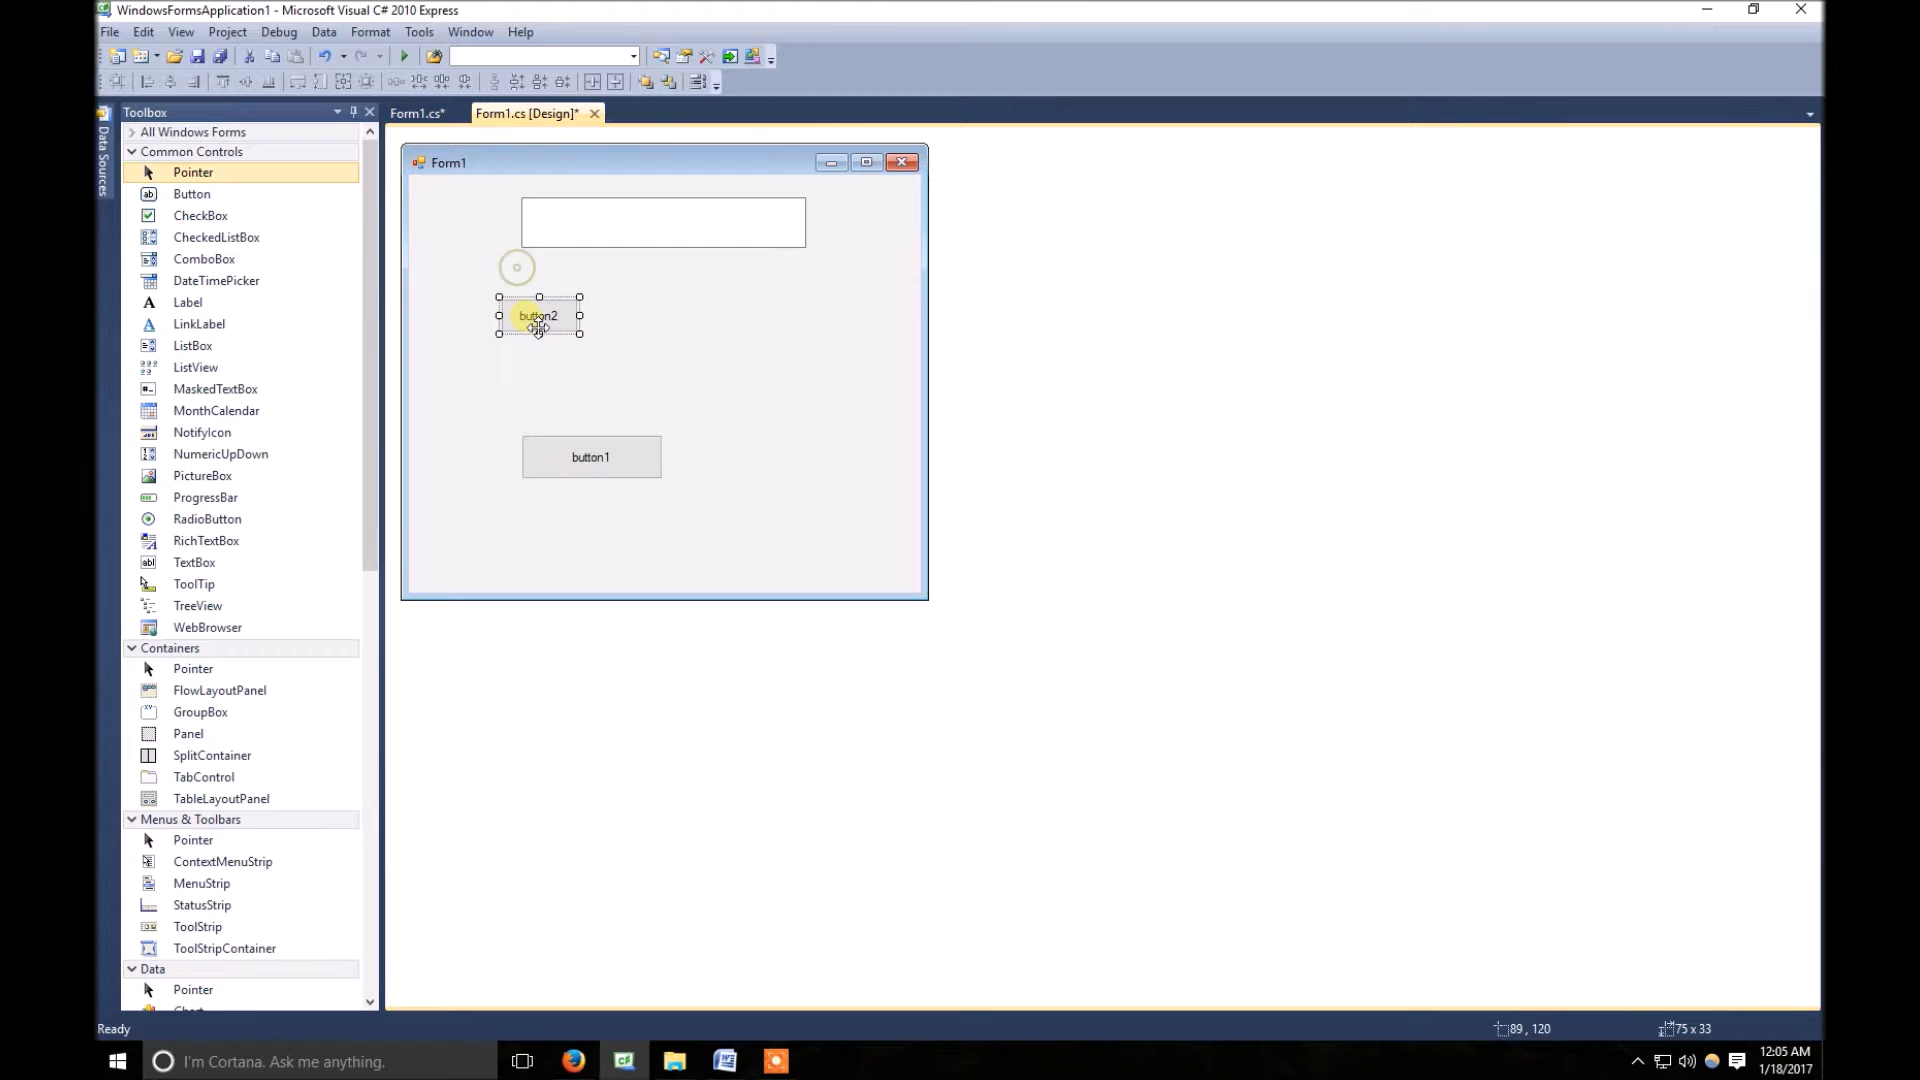 WindowsFormsApplication1 - Microsoft Visual C# 2010 Express
File Edit View Project Debug Data Format Tools Window Help
Toolbox
Form1.cs* Form1.cs [Design]*
Data Sources
All Windows Forms
Common Controls
Pointer
Button
CheckBox
CheckedListBox
ComboBox
DateTimePicker
Label
LinkLabel
ListBox
ListView
MaskedTextBox
MonthCalendar
NotifyIcon
NumericUpDown
PictureBox
ProgressBar
RadioButton
RichTextBox
TextBox
ToolTip
TreeView
WebBrowser
Containers
Pointer
FlowLayoutPanel
GroupBox
Panel
SplitContainer
TabControl
TableLayoutPanel
Menus & Toolbars
Pointer
ContextMenuStrip
MenuStrip
StatusStrip
ToolStrip
ToolStripContainer
Data
Pointer
Form1
button2
button1
Ready 89 , 120 75 x 33
I'm Cortana. Ask me anything.
12:05 AM
1/18/2017